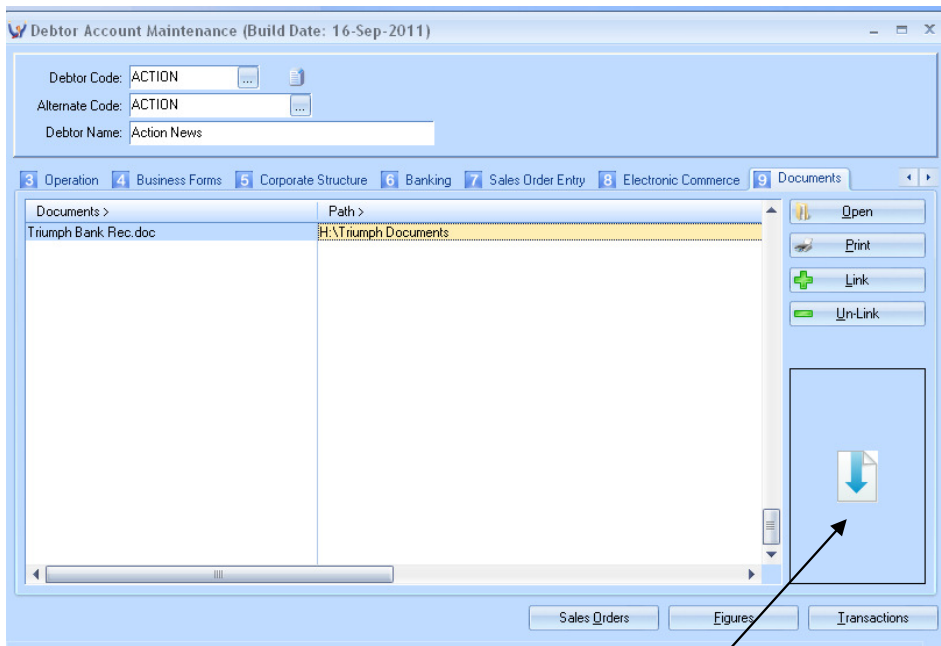 Debtor Account Maintenance (Build Date: 16-Sep-2011)
Debtor Code: ACTION ...
Alternate Code: ACTION ...
Debtor Name: Action News
3 Operation 4 Business Forms 5 Corporate Structure 6 Banking 7 Sales Order Entry 8 Electronic Commerce 9 Documents
Documents > Path >
Triumph Bank Rec.doc H:\Triumph Documents
Open
Print
Link
Un-Link
Sales Orders Figures Transactions